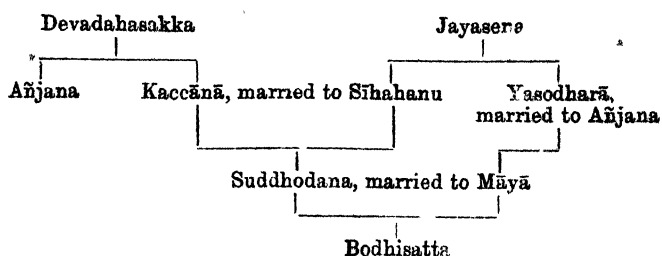 Devadahasakka Jayasena
Añjana Kaccānā, married to Sīhahanu Yasodharā,
married to Añjana
Suddhodana, married to Māyā
Bodhisatta